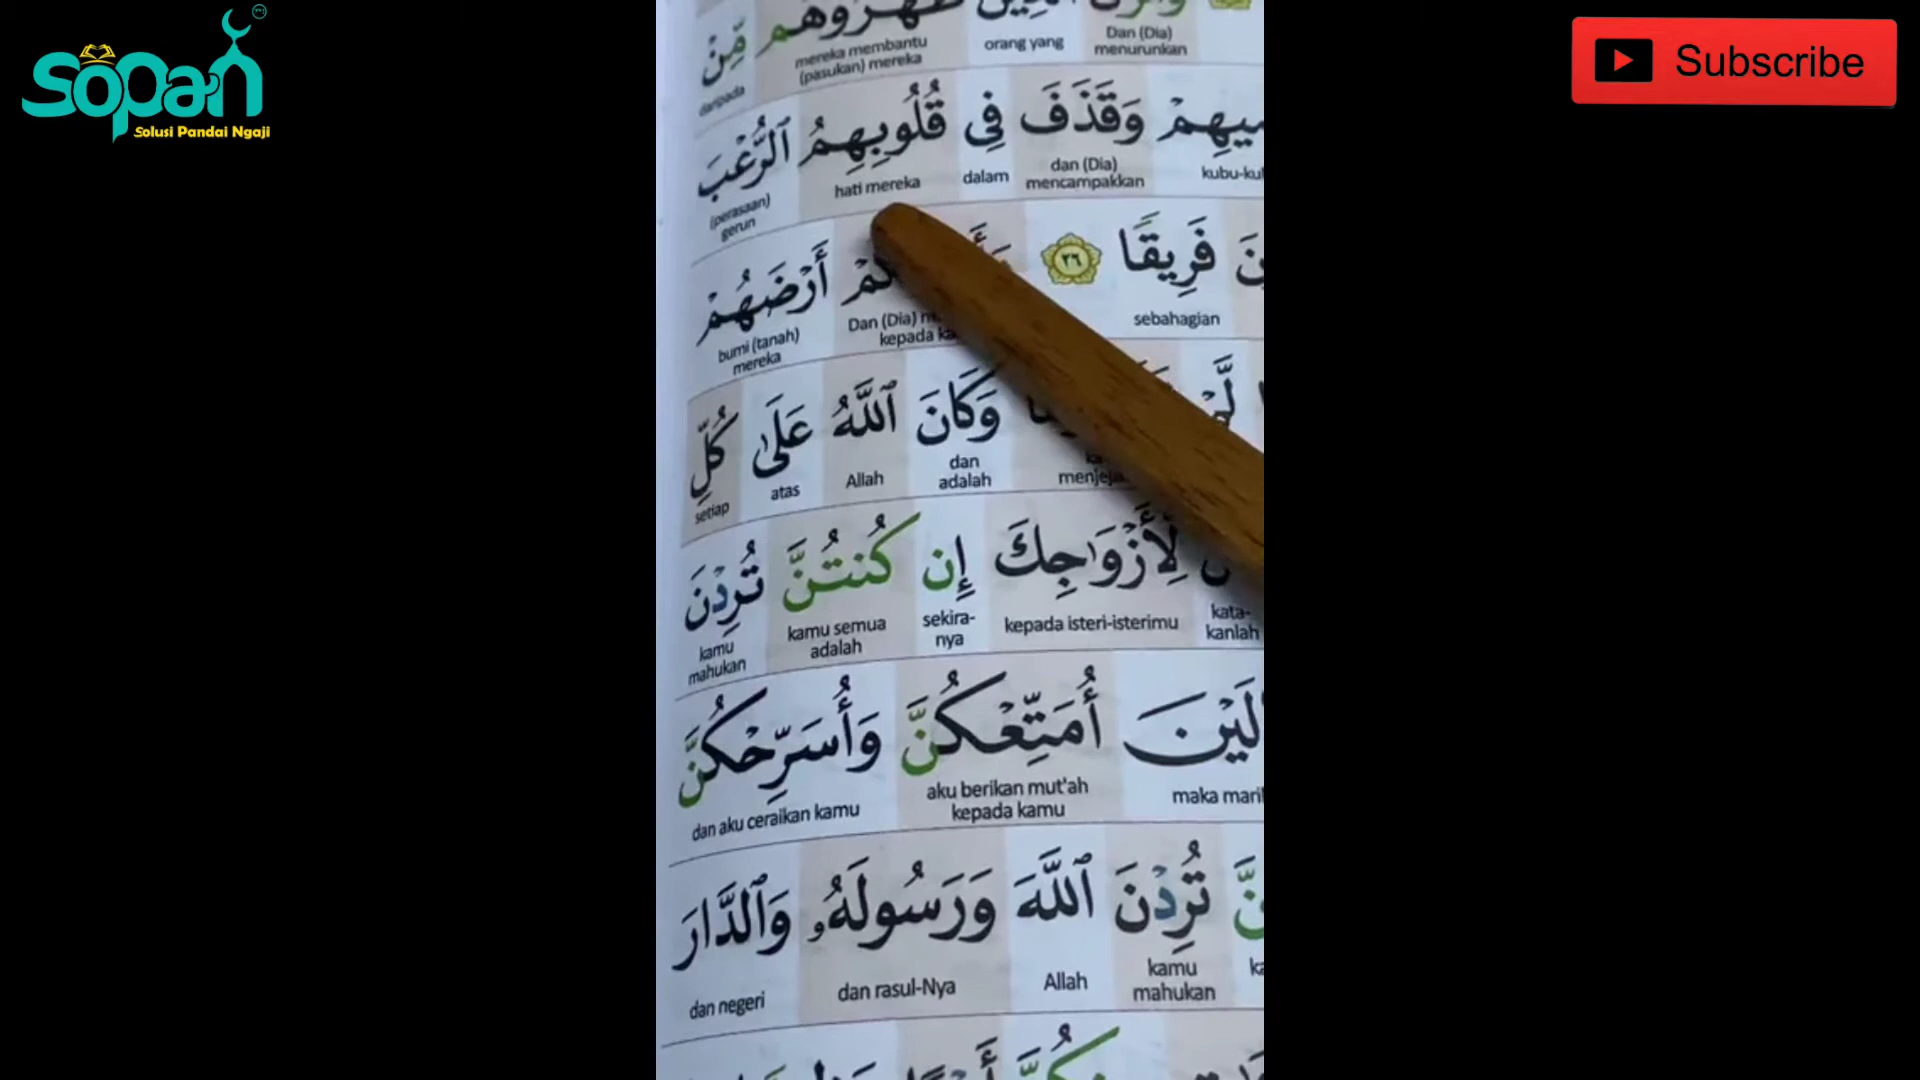 SOPAN
Solusi Pandai Ngaji
Subscribe
مِّنْ
daripada mereka membantu (pasukan) mereka orang yang Dan (Dia) menurunkan
وَقَذَفَ فِى قُلُوبِهِمُ ٱلرُّعْبَ
kubu-ku dan (Dia) mencampakkan dalam hati mereka (perasaan) gerun
فَرِيقًا ٢٦ أَرْضَهُمْ
sebahagian Dan (Dia) kepada bumi (tanah) mereka
وَكَانَ ٱللَّهُ عَلَىٰ كُلِّ
dan adalah Allah atas setiap
لِّأَزْوَٰجِكَ إِن كُنتُنَّ تُرِدْنَ
kata-kanlah kepada isteri-isterimu sekira-nya kamu semua adalah kamu mahukan
أُمَتِّعْكُنَّ وَأُسَرِّحْكُنَّ
maka mari aku berikan mut'ah kepada kamu dan aku ceraikan kamu
تُرِدْنَ ٱللَّهَ وَرَسُولَهُۥ وَٱلدَّارَ
kamu mahukan Allah dan rasul-Nya dan negeri